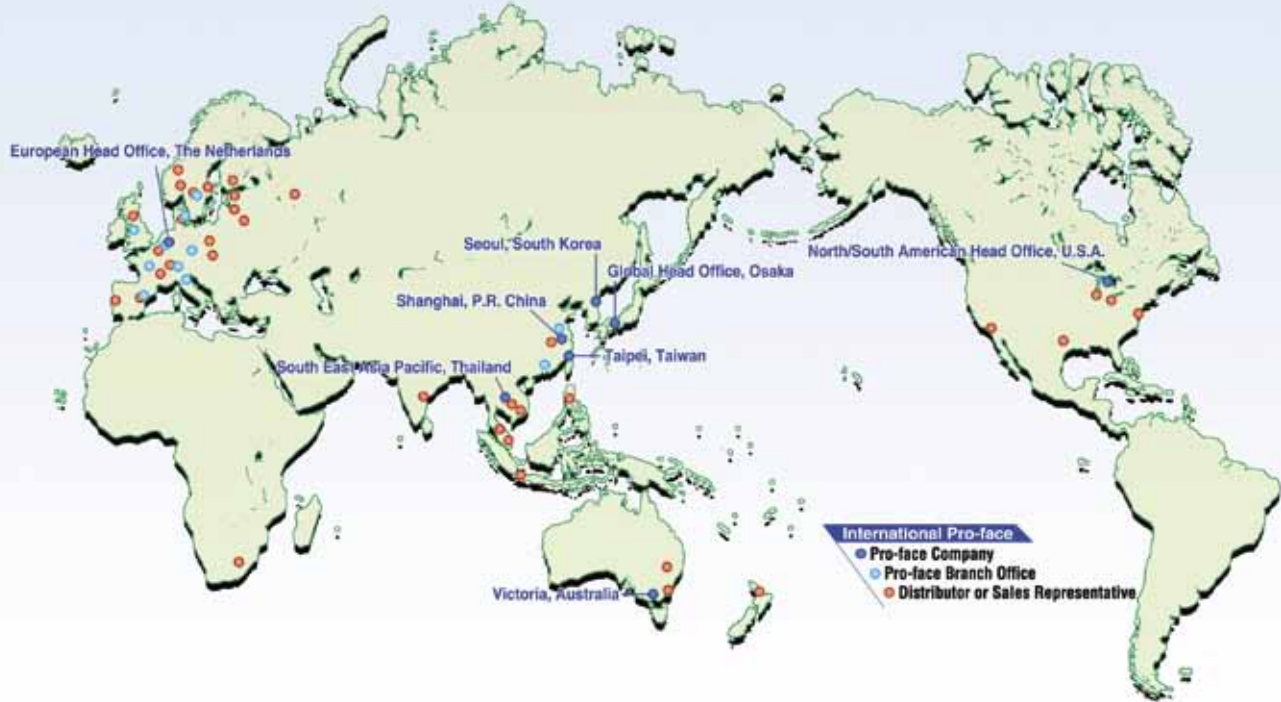 European Head Office, The Netherlands
Seoul, South Korea
Global Head Office, Osaka
North/South American Head Office, U.S.A.
Shanghai, P.R. China
Taipei, Taiwan
South East Asia Pacific, Thailand
International Pro-face
Pro-face Company
Pro-face Branch Office
Distributor or Sales Representative
Victoria, Australia